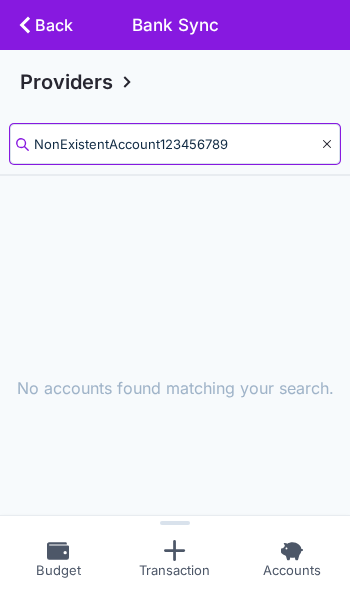 Back
Bank Sync
Providers
NonExistentAccount123456789
No accounts found matching your search.
Budget
Transaction
Accounts